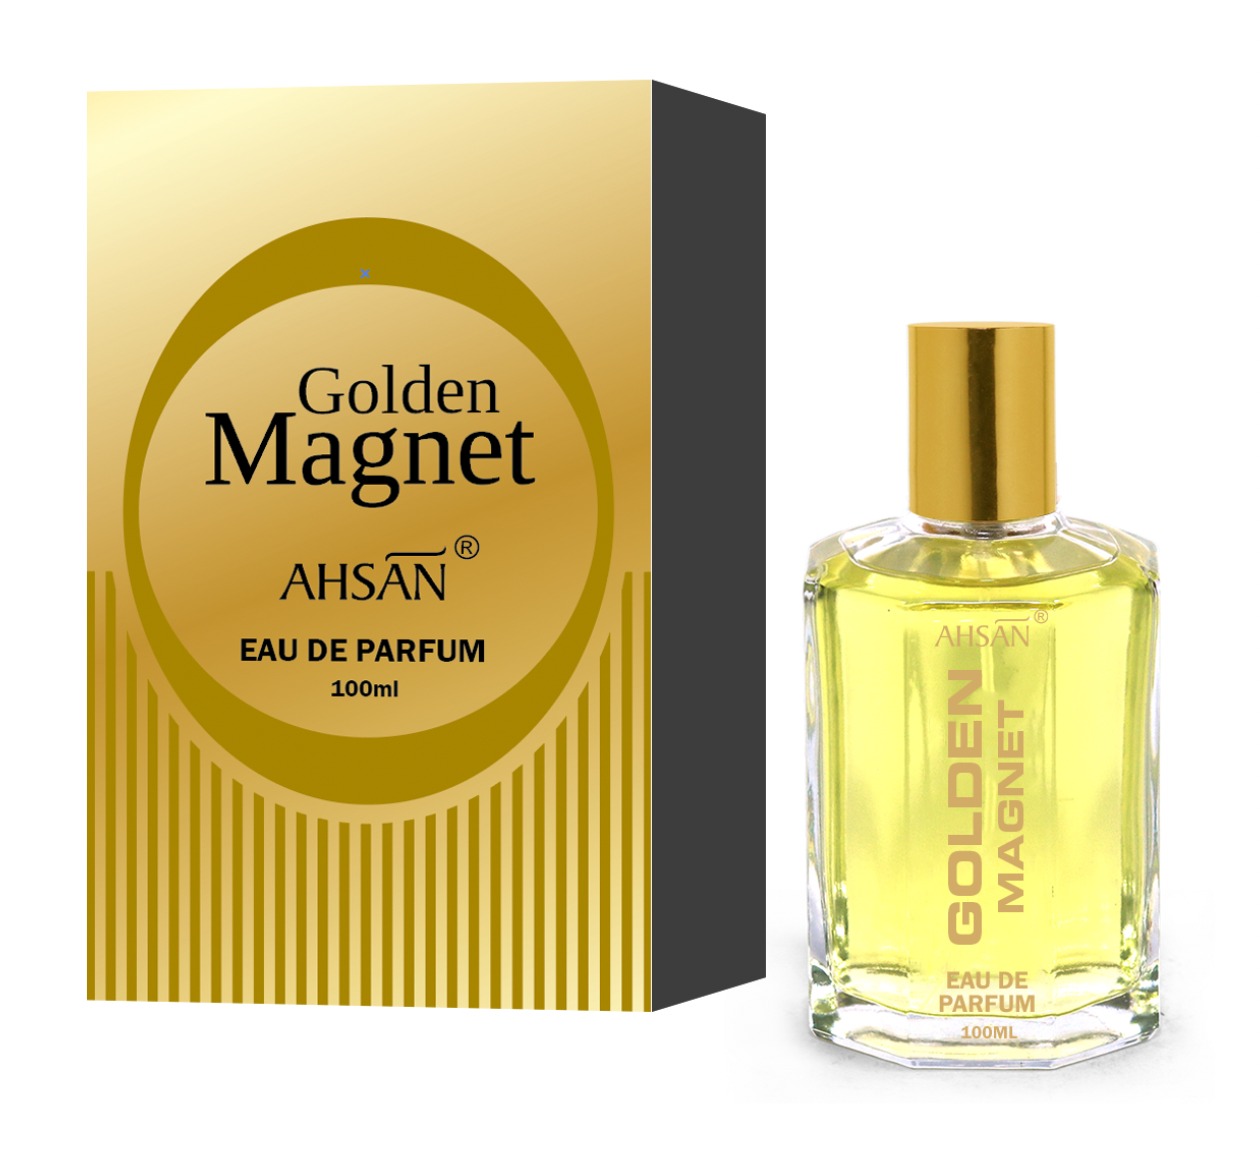 Golden
Magnet
AHSAN ®
EAU DE PARFUM
100ml
AHSAN ®
GOLDEN
MAGNET
EAU DE
PARFUM
100ML